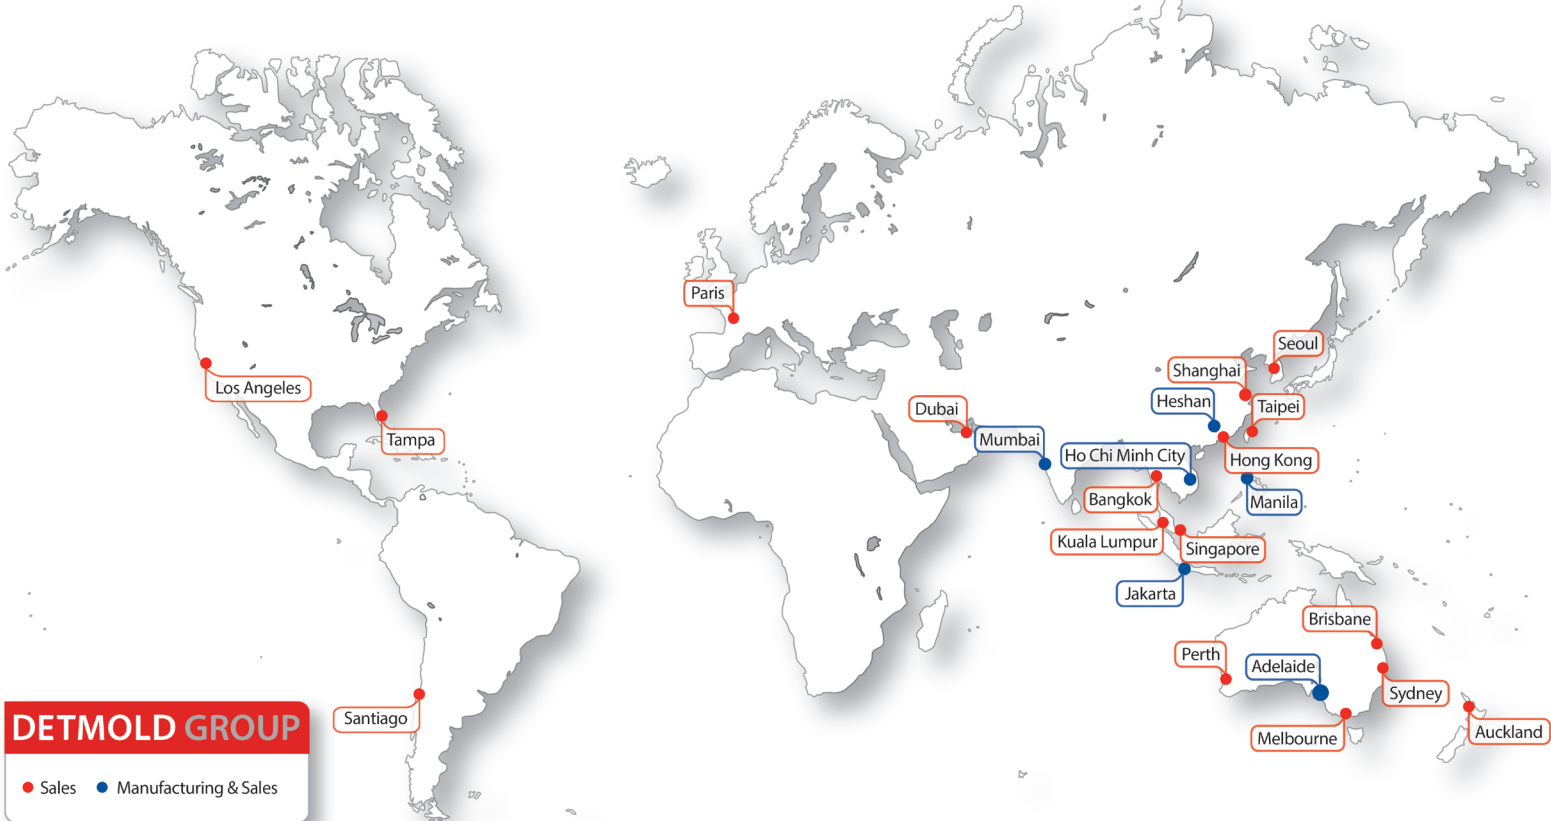 Paris
Seoul
Shanghai
Los Angeles
Heshan
Taipei
Dubai
Tampa
Mumbai
Ho Chi Minh City
Hong Kong
Bangkok
Manila
Kuala Lumpur
Singapore
Jakarta
Brisbane
Perth
Adelaide
Sydney
Santiago
DETMOLD GROUP
Auckland
Melbourne
Sales
Manufacturing & Sales